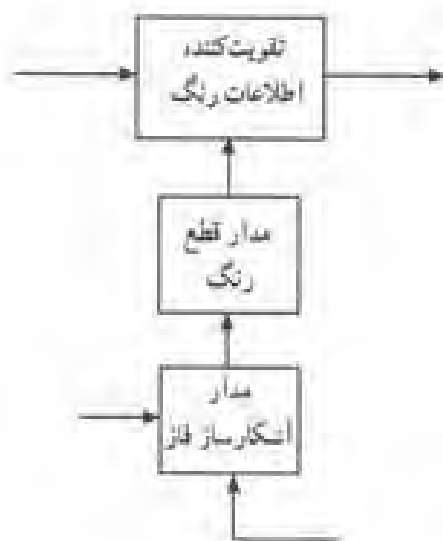 تقویت‌کننده
اطلاعات رنگ
مدار قطع
رنگ
مدار
آشکارساز فاز